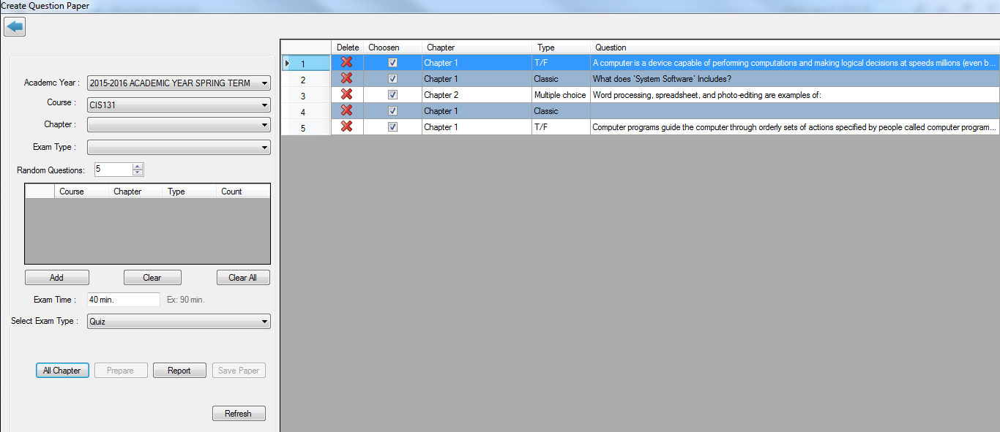 Create Question Paper
Academc Year :
2015-2016 ACADEMIC YEAR SPRING TERM
Course :
CIS131
Chapter :
Exam Type :
Random Questions:
5
Course Chapter Type Count
Add Clear Clear All
Exam Time :
40 min.
Ex: 90 min.
Select Exam Type :
Quiz
All Chapter Prepare Report Save Paper
Refresh
Delete Choosen Chapter Type Question
1 Chapter 1 T/F A computer is a device capable of performing computations and making logical decisions at speeds millions (even b...
2 Chapter 1 Classic What does 'System Software' Includes?
3 Chapter 2 Multiple choice Word processing, spreadsheet, and photo-editing are examples of:
4 Chapter 1 Classic
5 Chapter 1 T/F Computer programs guide the computer through orderly sets of actions specified by people called computer program...